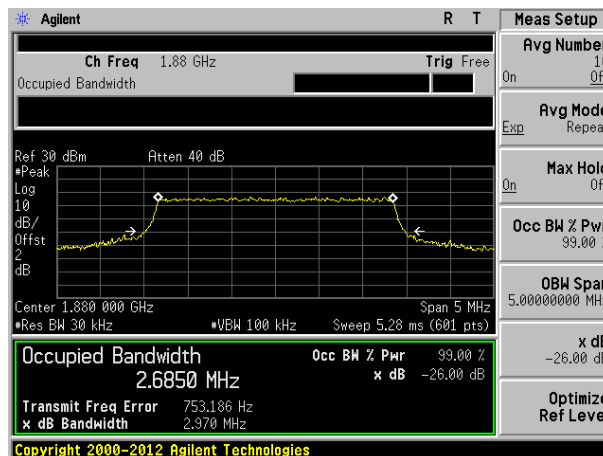 Agilent R T Meas Setup
Ch Freq 1.88 GHz Trig Free
Occupied Bandwidth
Ref 30 dBm Atten 40 dB
#Peak
Log
10
dB/
Offst
2
dB
Center 1.880 000 GHz Span 5 MHz
#Res BW 30 kHz #VBW 100 kHz Sweep 5.28 ms (601 pts)
Occupied Bandwidth Occ BW % Pwr 99.00 %
2.6850 MHz x dB -26.00 dB
Transmit Freq Error 753.186 Hz
x dB Bandwidth 2.970 MHz
Copyright 2000-2012 Agilent Technologies
Avg Number
On
Avg Mode
Exp Repea
Max Hold
On
Occ BW % Pwr
99.00
OBW Span
5.00000000 MH
x dB
-26.00 d
Optimize
Ref Level